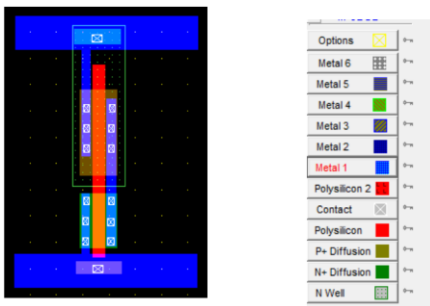 Options
Metal 6
Metal 5
Metal 4
Metal 3
Metal 2
Metal 1
Polysilicon 2
Contact
Polysilicon
P+ Diffusion
N+ Diffusion
N Well